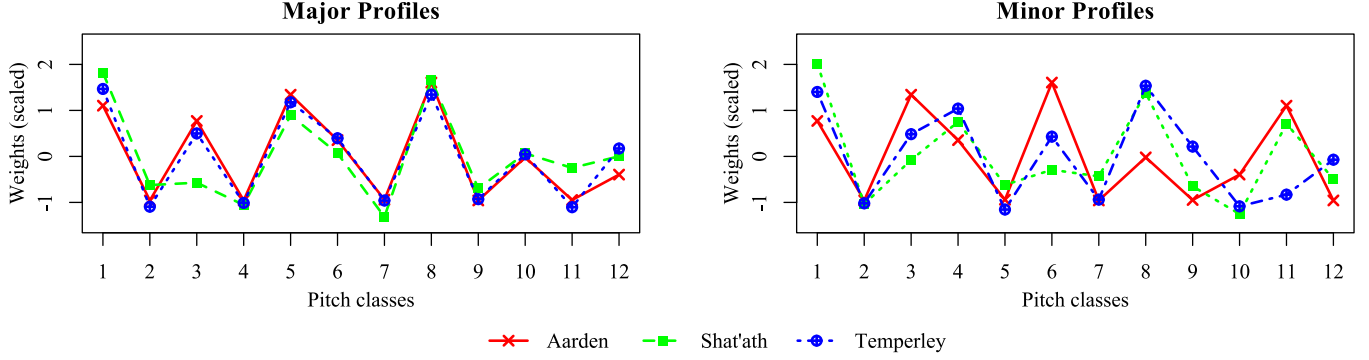 Major Profiles
Weights (scaled)
2
1
0
-1
1 2 3 4 5 6 7 8 9 10 11 12
Pitch classes
Minor Profiles
Weights (scaled)
2
1
0
-1
1 2 3 4 5 6 7 8 9 10 11 12
Pitch classes
Aarden Shat'ath Temperley